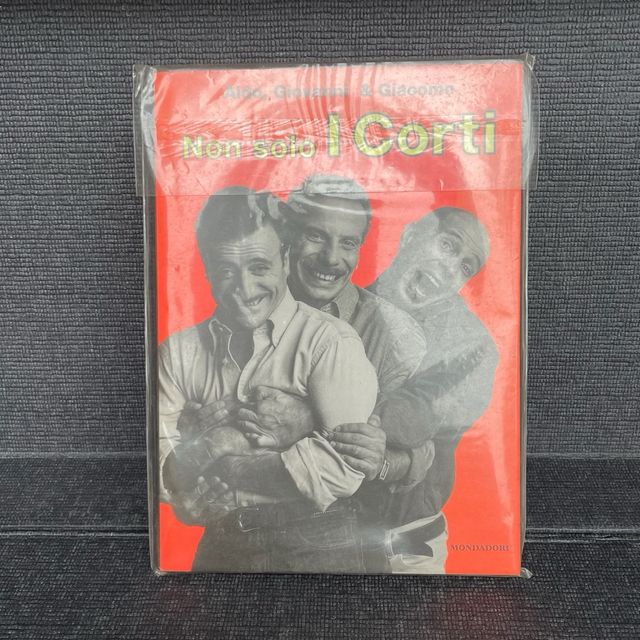 Aldo, Giovanni & Giacomo
Non solo I Corti
MONDADORI